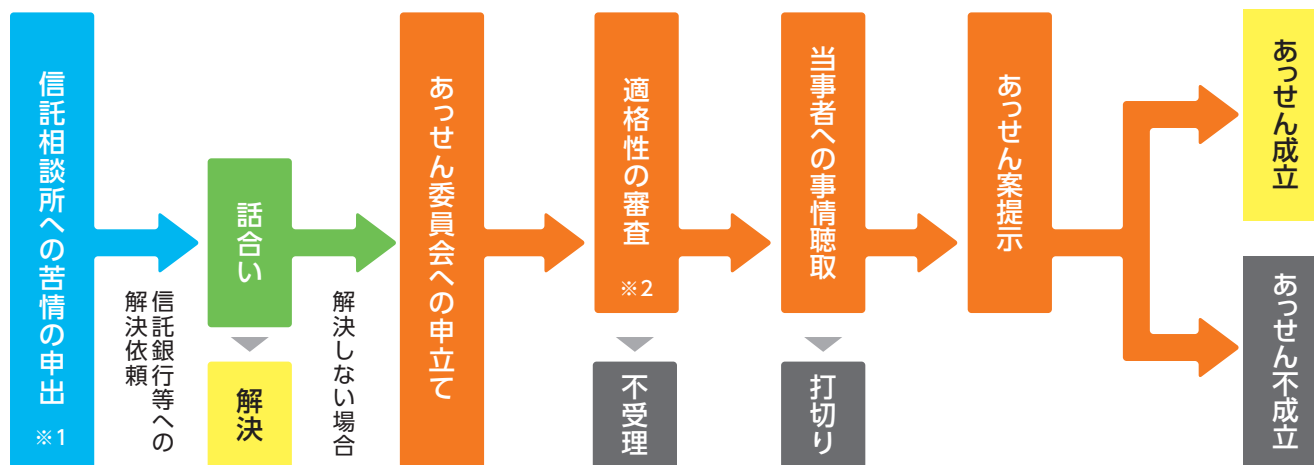 信託相談所への苦情の申出
※1
信託銀行等への
解決依頼
話合い
解決
解決しない場合
あっせん委員会への申立て
適格性の審査
※2
不受理
当事者への事情聴取
打切り
あっせん案提示
あっせん成立
あっせん不成立